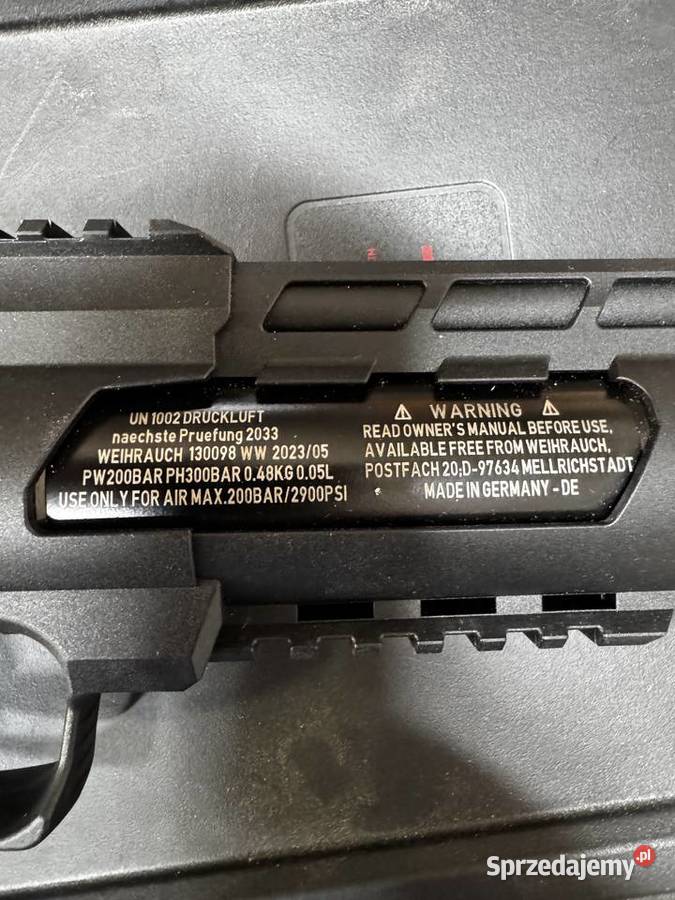 UN 1002 DRUCKLUFT
naechste Pruefung 2033
WEIHRAUCH 130098 WW 2023/05
PW200BAR PH300BAR 0.48KG 0.05L
USE ONLY FOR AIR MAX.200BAR/2900PSI
⚠ WARNING ⚠
READ OWNER'S MANUAL BEFORE USE,
AVAILABLE FREE FROM WEIHRAUCH,
POSTFACH 20;D-97634 MELLRICHSTADT
MADE IN GERMANY - DE
Sprzedajemy.pl